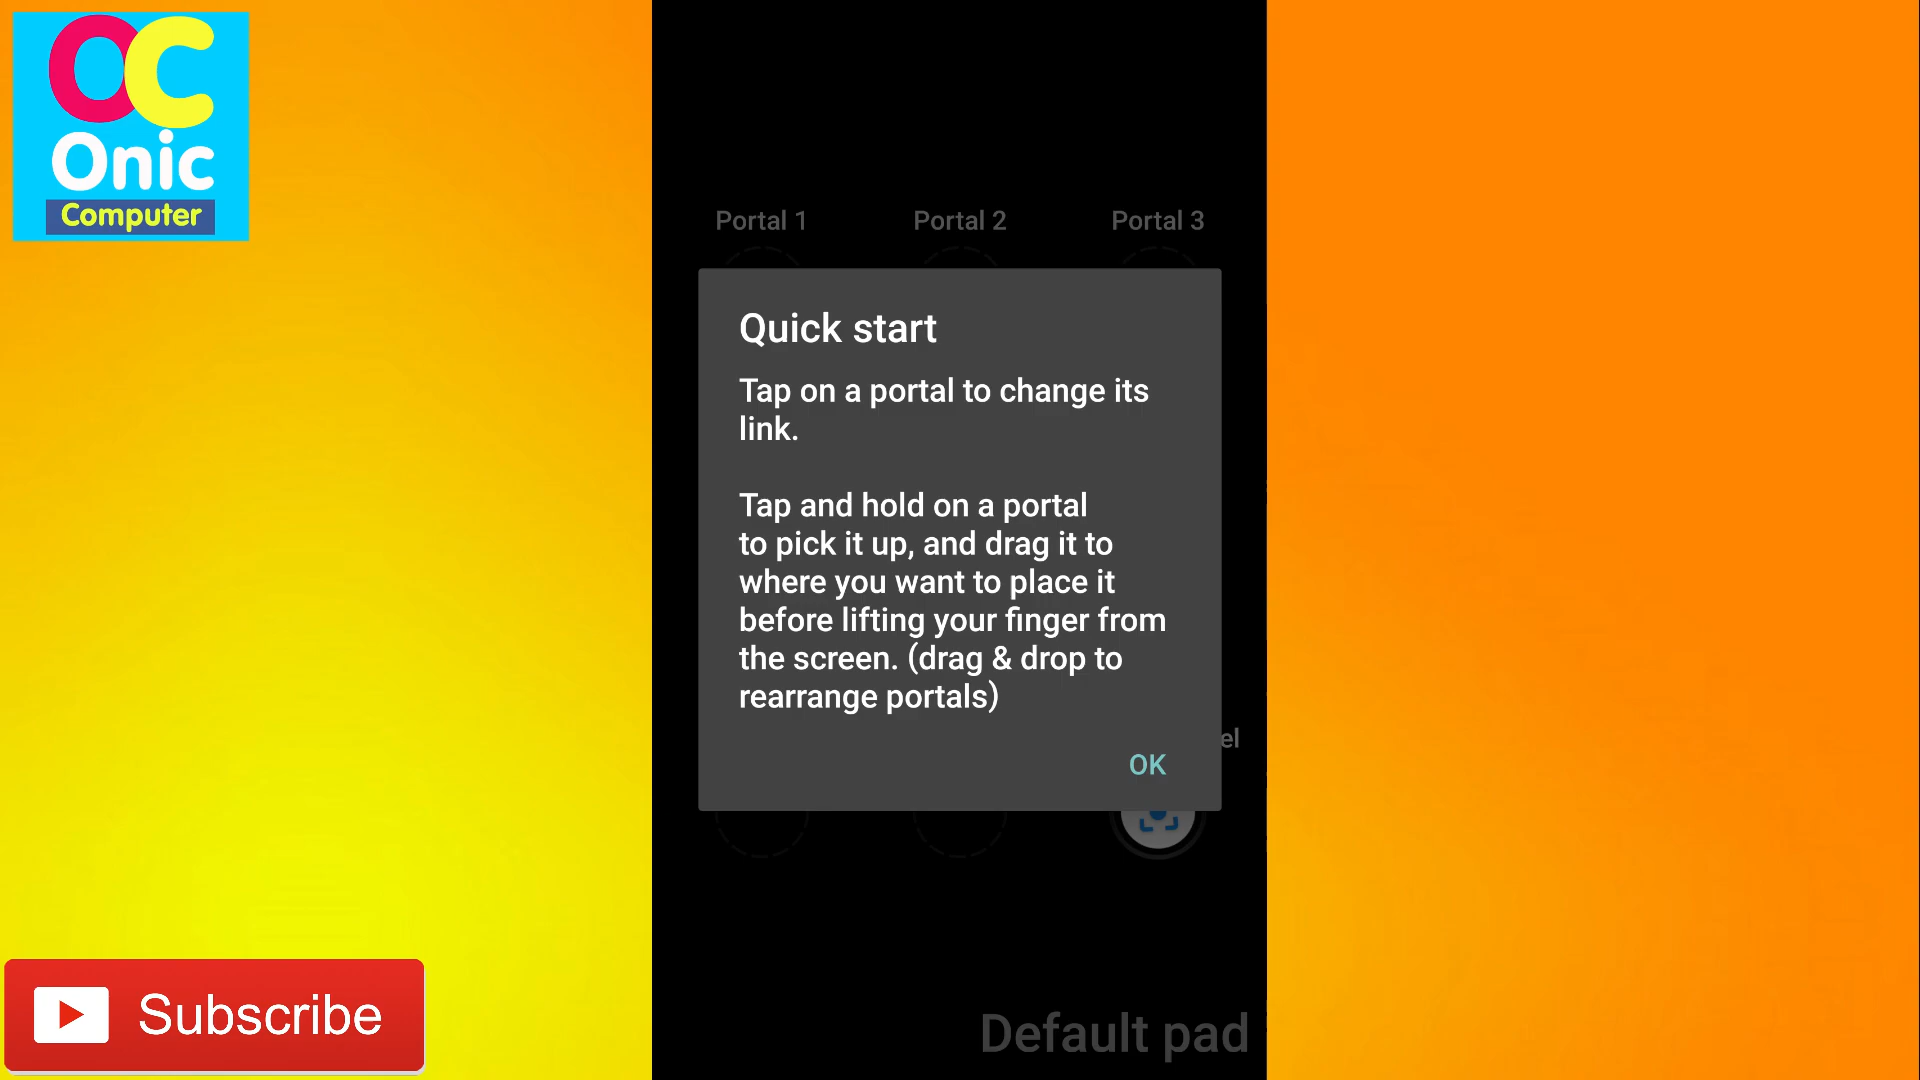 OC
Onic
Computer
Portal 1
Portal 2
Portal 3
Quick start
Tap on a portal to change its
link.
Tap and hold on a portal
to pick it up, and drag it to
where you want to place it
before lifting your finger from
the screen. (drag & drop to
rearrange portals)
el
OK
Default pad
Subscribe